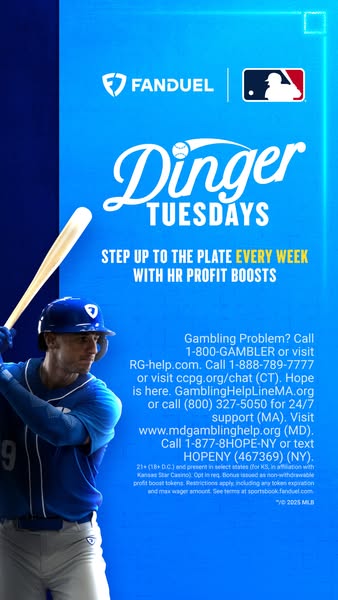 FANDUEL
Dinger
TUESDAYS
STEP UP TO THE PLATE EVERY WEEK
WITH HR PROFIT BOOSTS
Gambling Problem? Call
1-800-GAMBLER or visit
RG-help.com. Call 1-888-789-7777
or visit ccpg.org/chat (CT). Hope
is here. GamblingHelpLineMA.org
or call (800) 327-5050 for 24/7
support (MA). Visit
www.mdgamblinghelp.org (MD).
Call 1-877-8HOPE-NY or text
HOPENY (467369) (NY).
21+ (18+ D.C.) and present in select states (for KS, in affiliation with
Kansas Star Casino). Opt in req. Bonus issued as non-withdrawable
profit boost tokens. Restrictions apply, including any token expiration
and max wager amount. See terms at sportsbook.fanduel.com.
™/© 2025 MLB
9